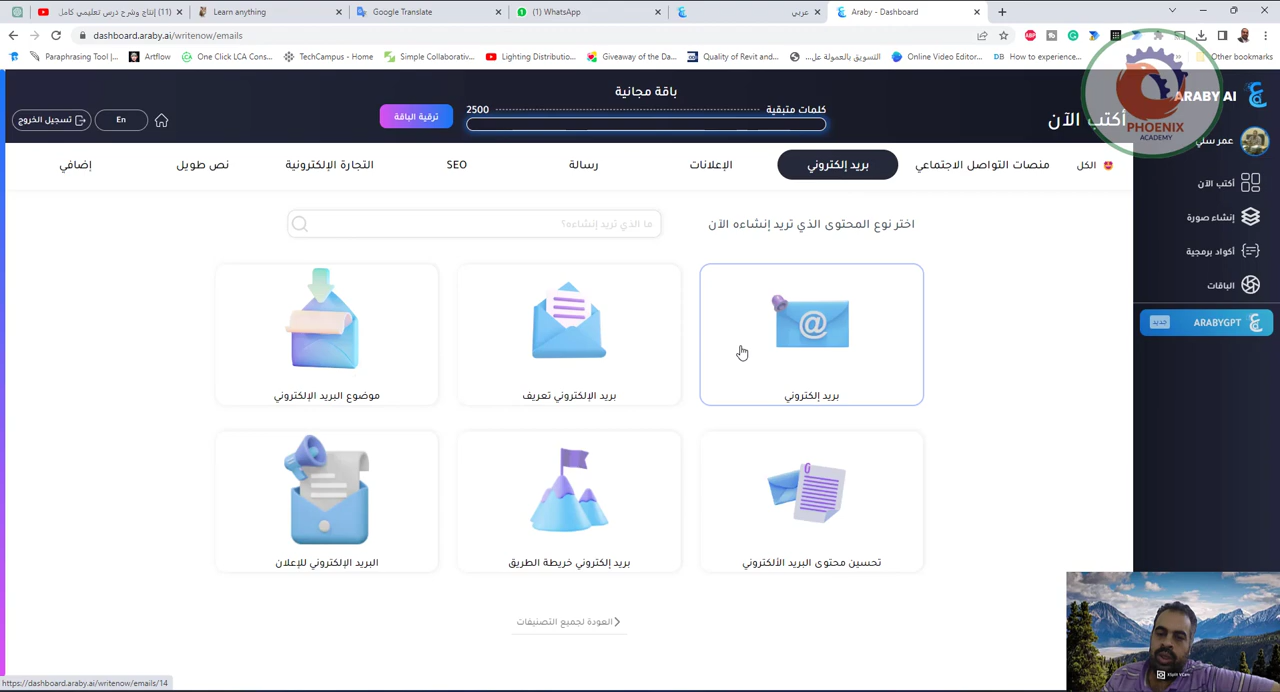 (11) إنتاج وشرح درس تعليمي كامل
Learn anything
Google Translate
(1) WhatsApp
عربي
Araby - Dashboard
dashboard.araby.ai/writenow/emails
Paraphrasing Tool |...
Artflow
One Click LCA Cons...
TechCampus - Home
Simple Collaborativ...
Lighting Distributio...
Giveaway of the Da...
Quality of Revit and...
التسويق بالعمولة عل...
Online Video Editor...
DB How to experience...
Other bookmarks
ARABY AI
PHOENIX
ACADEMY
عمر سلي
أكتب الآن
إنشاء صورة
أكواد برمجية
الباقات
ARABYGPT
جديد
أكتب الآن
باقة مجانية
كلمات متبقية
2500
ترقية الباقة
En
تسجيل الخروج
الكل
منصات التواصل الاجتماعي
بريد إلكتروني
الإعلانات
رسالة
SEO
التجارة الإلكترونية
نص طويل
إضافي
اختر نوع المحتوى الذي تريد إنشاءه الآن
ما الذي تريد إنشاءه؟
بريد إلكتروني
بريد الإلكتروني تعريف
موضوع البريد الإلكتروني
تحسين محتوى البريد الألكتروني
بريد إلكتروني خريطة الطريق
البريد الإلكتروني للإعلان
العودة لجميع التصنيفات
https://dashboard.araby.ai/writenow/emails/14
XSplit VCam